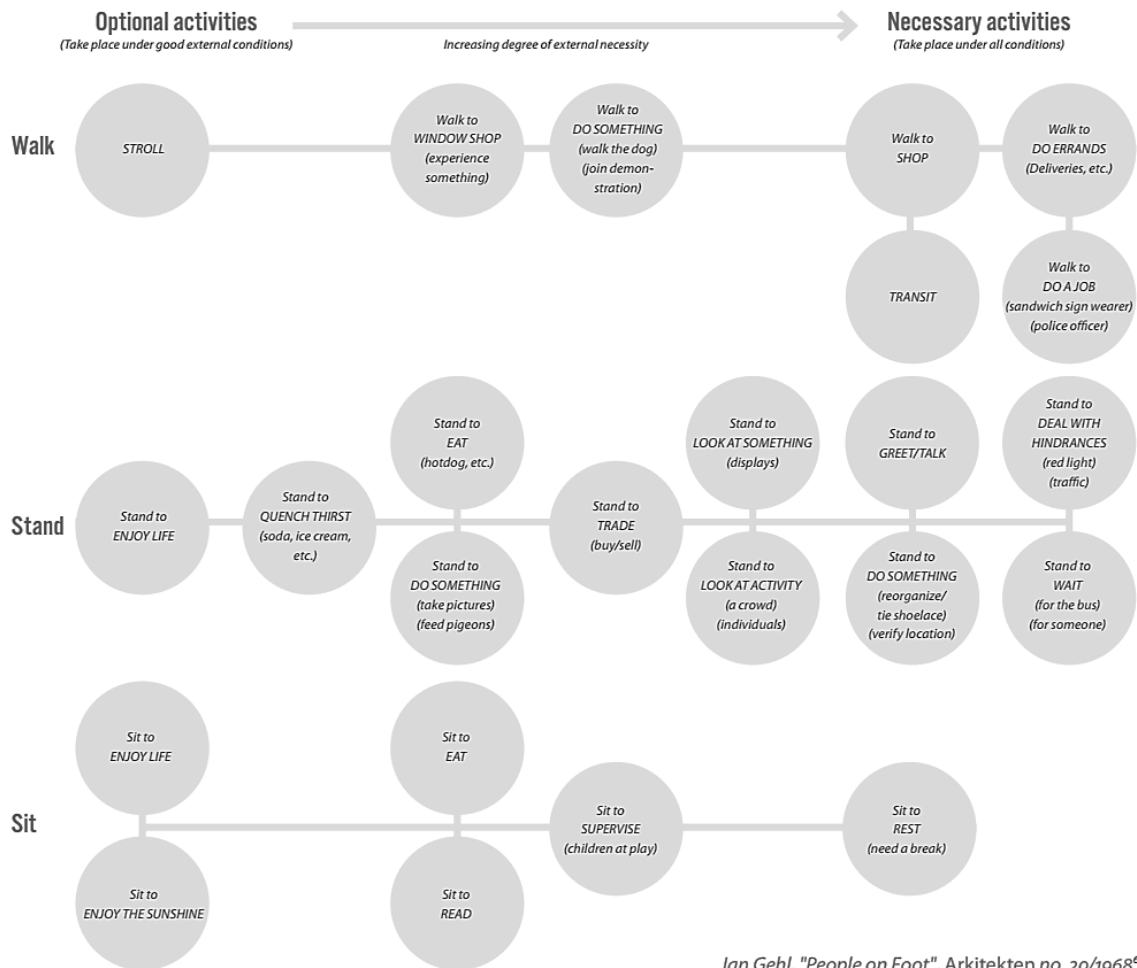 Optional activities
(Take place under good external conditions)
Increasing degree of external necessity
Necessary activities
(Take place under all conditions)
Walk
STROLL
Walk to
WINDOW SHOP
(experience
something)
Walk to
DO SOMETHING
(walk the dog)
(join demon-
stration)
Walk to
SHOP
Walk to
DO ERRANDS
(Deliveries, etc.)
TRANSIT
Walk to
DO A JOB
(sandwich sign wearer)
(police officer)
Stand
Stand to
ENJOY LIFE
Stand to
QUENCH THIRST
(soda, ice cream,
etc.)
Stand to
EAT
(hotdog, etc.)
Stand to
DO SOMETHING
(take pictures)
(feed pigeons)
Stand to
TRADE
(buy/sell)
Stand to
LOOK AT SOMETHING
(displays)
Stand to
LOOK AT ACTIVITY
(a crowd)
(individuals)
Stand to
GREET/TALK
Stand to
DO SOMETHING
(reorganize/
tie shoelace)
(verify location)
Stand to
DEAL WITH
HINDRANCES
(red light)
(traffic)
Stand to
WAIT
(for the bus)
(for someone)
Sit
Sit to
ENJOY LIFE
Sit to
ENJOY THE SUNSHINE
Sit to
EAT
Sit to
READ
Sit to
SUPERVISE
(children at play)
Sit to
REST
(need a break)
Jan Gehl, "People on Foot", Arkitekten no. 20/1968